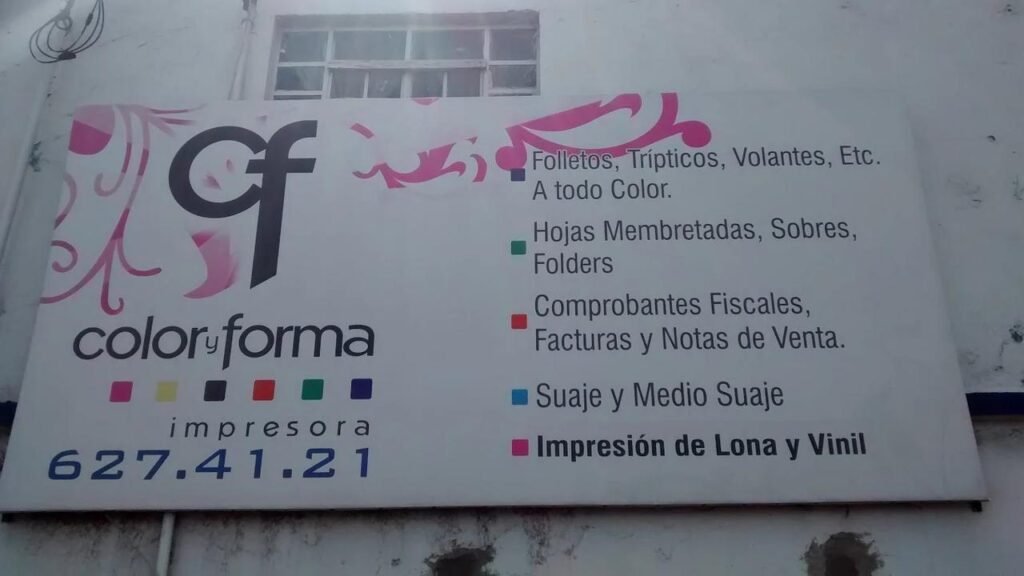 cf
color y forma
impresora
627.41.21
Folletos, Trípticos, Volantes, Etc.
A todo Color.
Hojas Membretadas, Sobres,
Folders
Comprobantes Fiscales,
Facturas y Notas de Venta.
Suaje y Medio Suaje
Impresión de Lona y Vinil